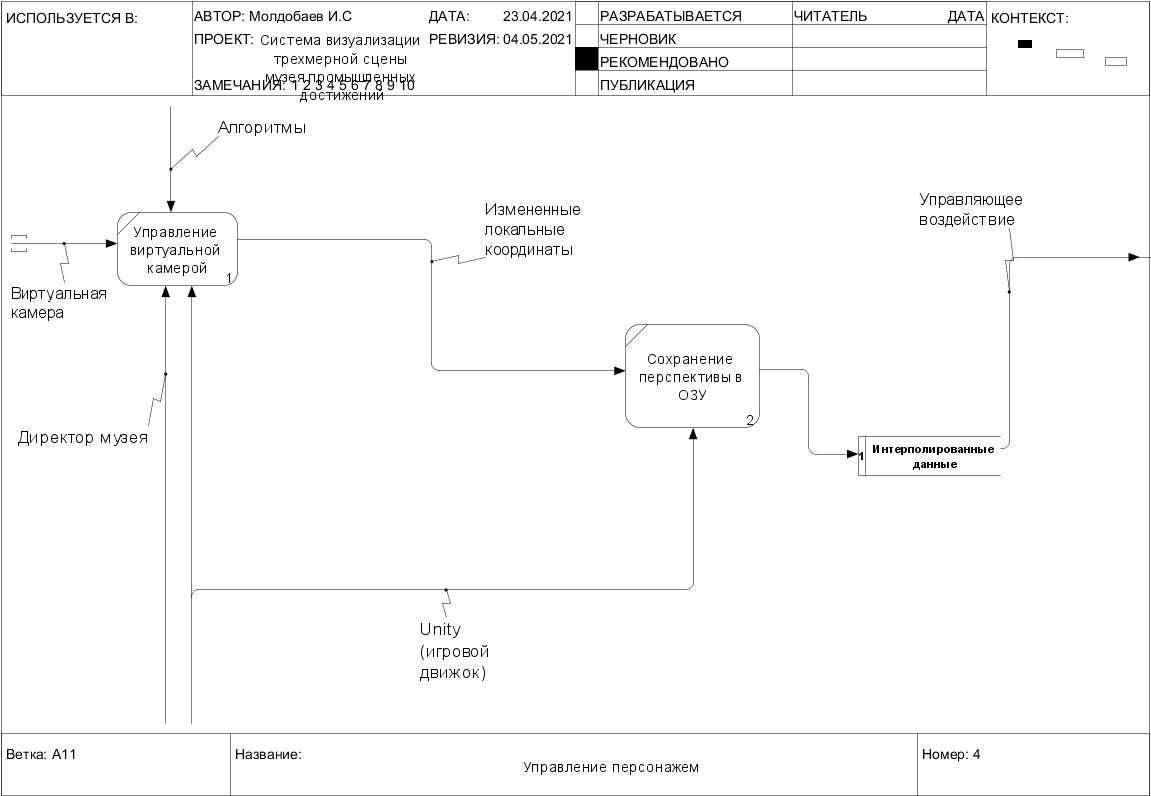 ИСПОЛЬЗУЕТСЯ В:
АВТОР: Молдобаев И.С
ДАТА: 23.04.2021
РАЗРАБАТЫВАЕТСЯ
ЧИТАТЕЛЬ
ДАТА
КОНТЕКСТ:
ПРОЕКТ: Система визуализации
трехмерной сцены
музея промышленных
достижений
РЕВИЗИЯ: 04.05.2021
ЧЕРНОВИК
РЕКОМЕНДОВАНО
ЗАМЕЧАНИЯ: 1 2 3 4 5 6 7 8 9 10
ПУБЛИКАЦИЯ
Алгоритмы
Управление
виртуальной
камерой
1
Виртуальная
камера
Измененные
локальные
координаты
Управляющее
воздействие
Сохранение
перспективы в
ОЗУ
2
Директор музея
1
Интерполированные
данные
Unity
(игровой
движок)
Ветка: A11
Название:
Управление персонажем
Номер: 4